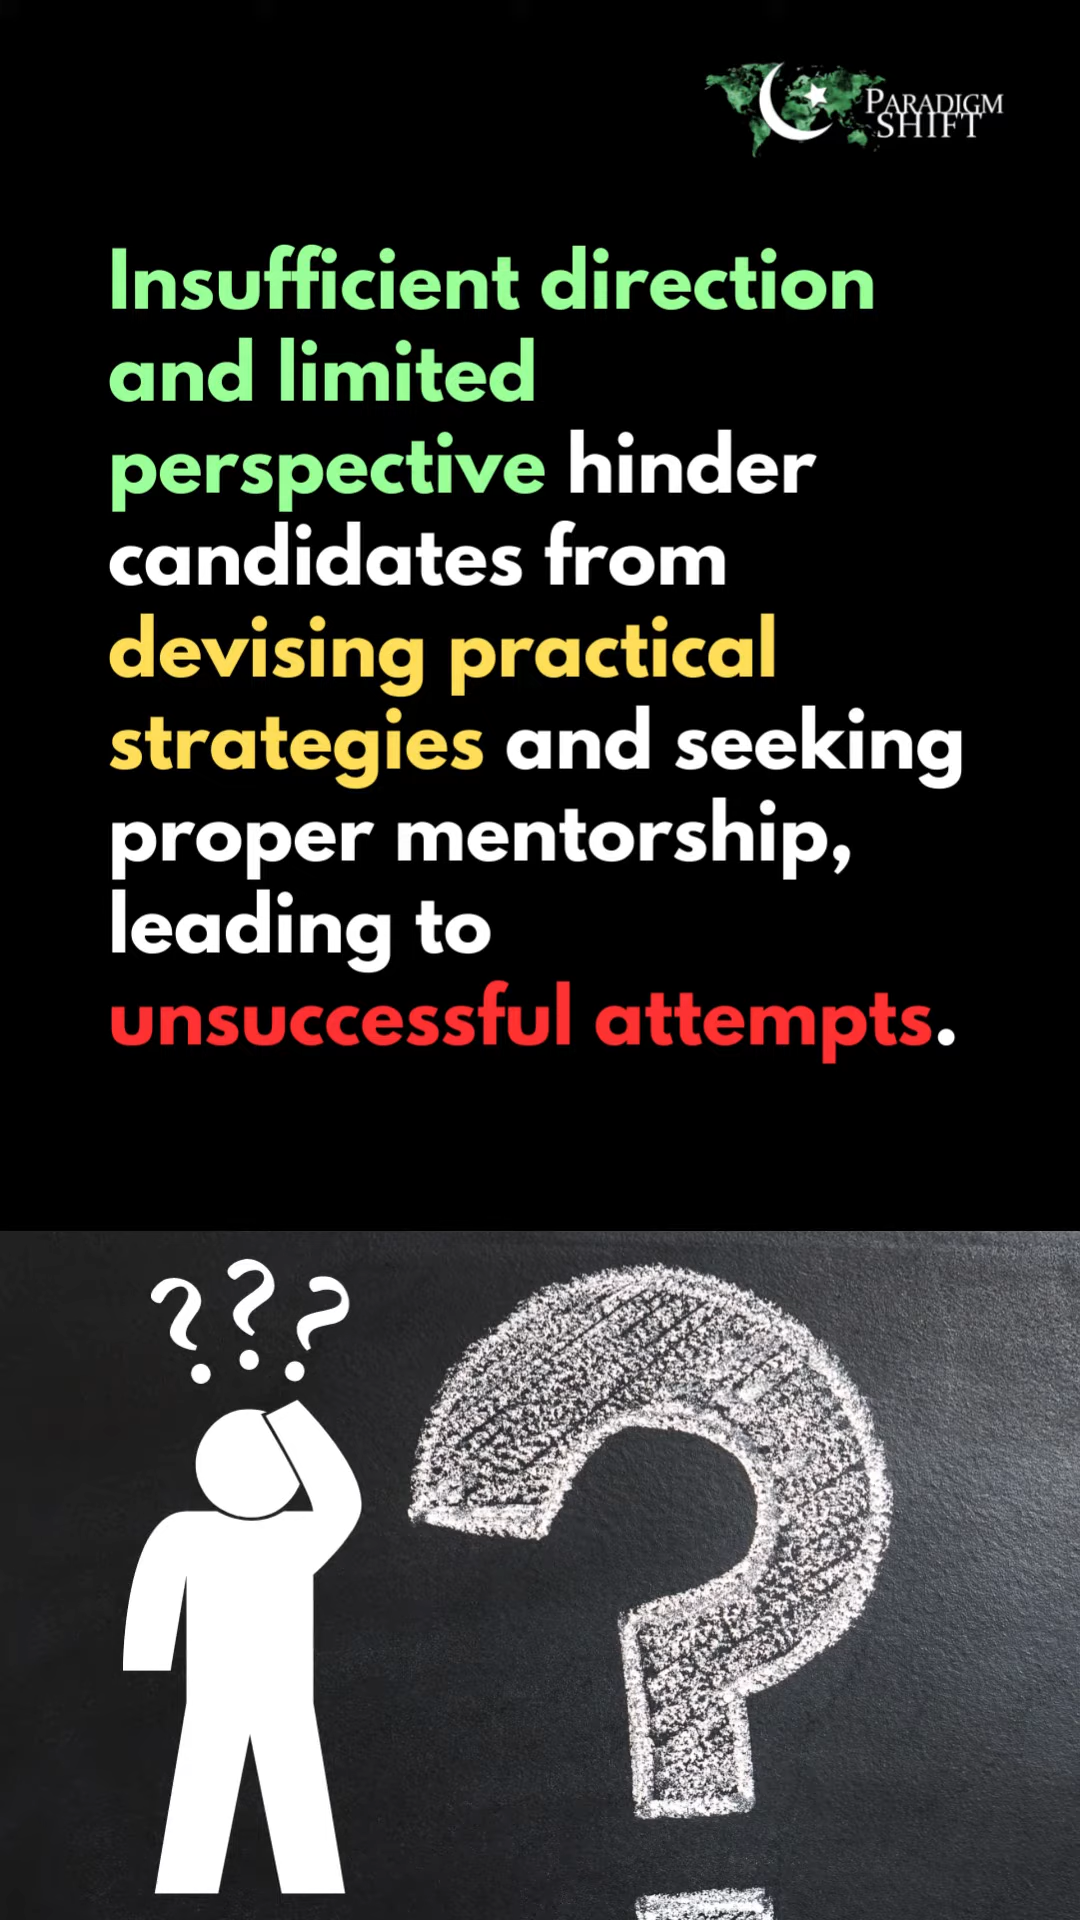 PARADIGM
SHIFT
Insufficient direction
and limited
perspective hinder
candidates from
devising practical
strategies and seeking
proper mentorship,
leading to
unsuccessful attempts.
? ? ?
?